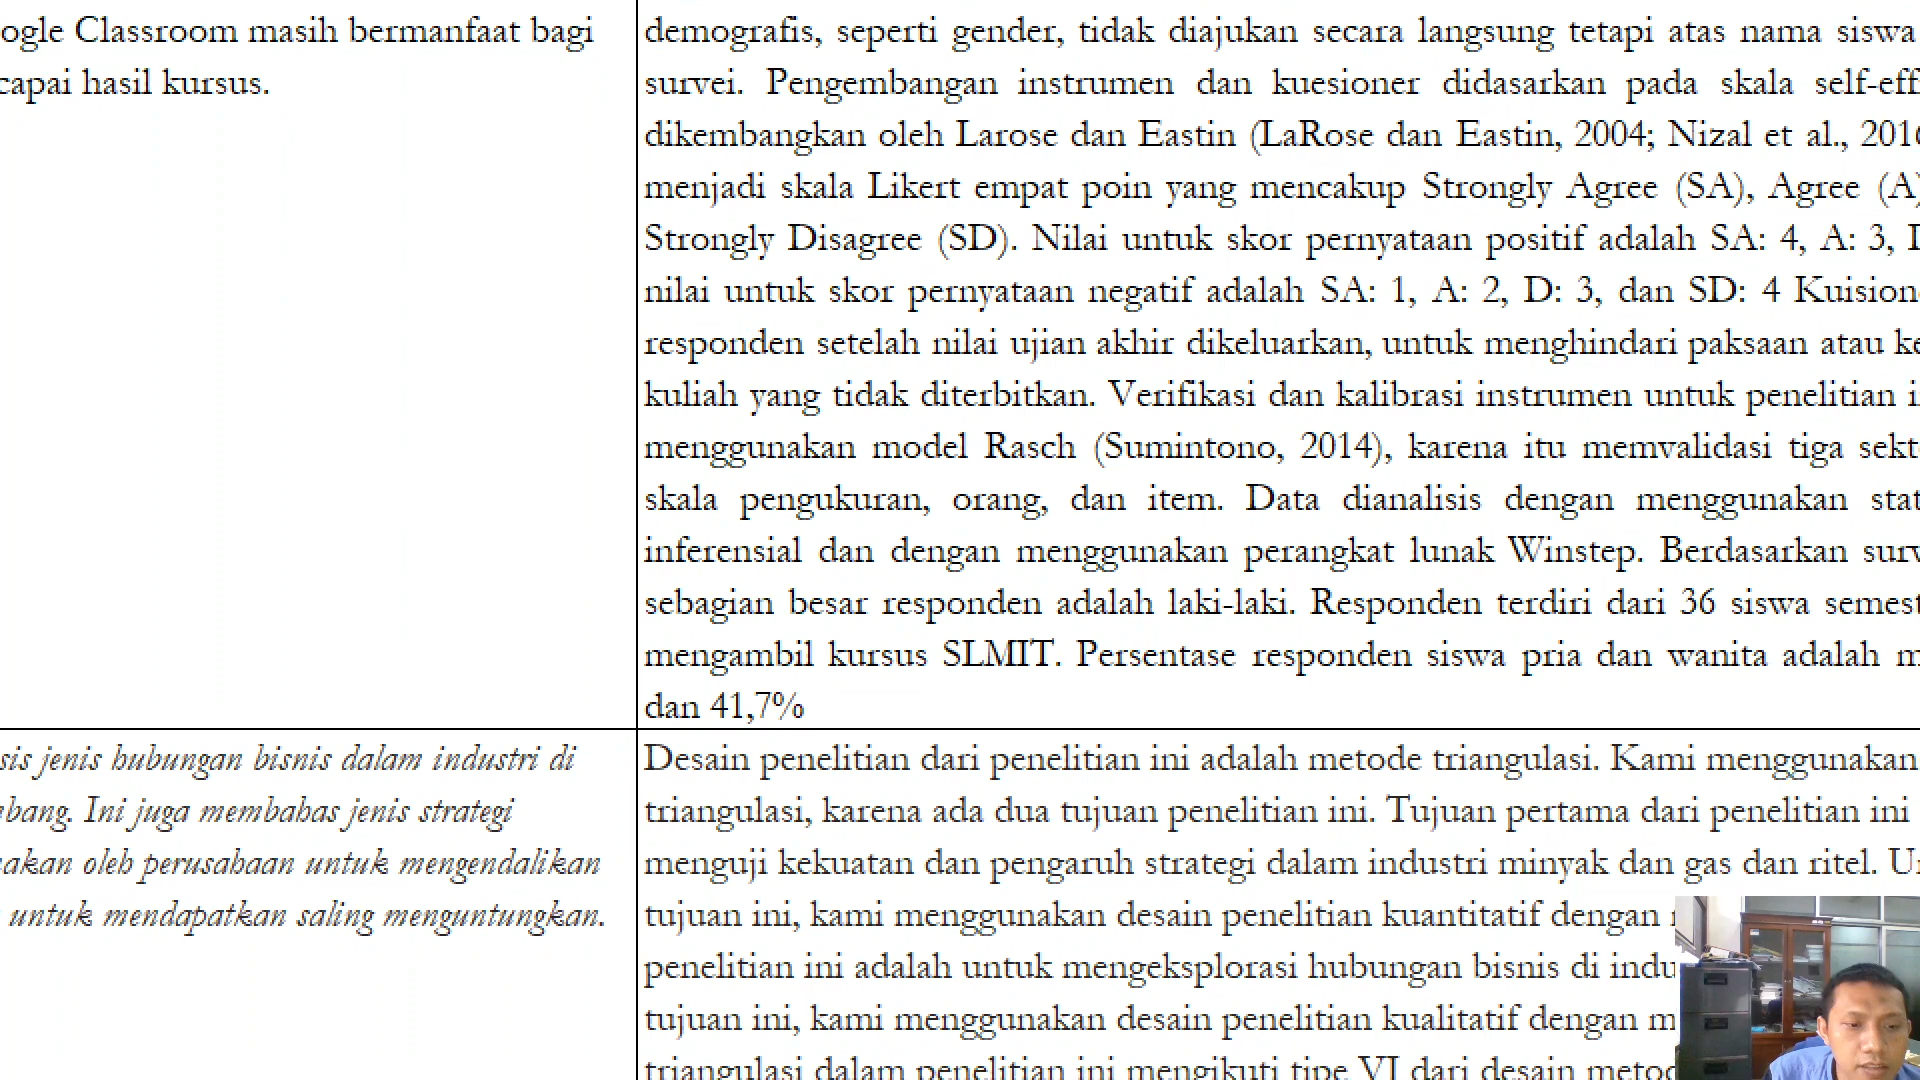 ogle Classroom masih bermanfaat bagi
capai hasil kursus.
demografis, seperti gender, tidak diajukan secara langsung tetapi atas nama siswa
survei. Pengembangan instrumen dan kuesioner didasarkan pada skala self-eff
dikembangkan oleh Larose dan Eastin (LaRose dan Eastin, 2004; Nizal et al., 2016
menjadi skala Likert empat poin yang mencakup Strongly Agree (SA), Agree (A)
Strongly Disagree (SD). Nilai untuk skor pernyataan positif adalah SA: 4, A: 3, D
nilai untuk skor pernyataan negatif adalah SA: 1, A: 2, D: 3, dan SD: 4 Kuision
responden setelah nilai ujian akhir dikeluarkan, untuk menghindari paksaan atau ke
kuliah yang tidak diterbitkan. Verifikasi dan kalibrasi instrumen untuk penelitian i
menggunakan model Rasch (Sumintono, 2014), karena itu memvalidasi tiga sekt
skala pengukuran, orang, dan item. Data dianalisis dengan menggunakan stat
inferensial dan dengan menggunakan perangkat lunak Winstep. Berdasarkan surv
sebagian besar responden adalah laki-laki. Responden terdiri dari 36 siswa semest
mengambil kursus SLMIT. Persentase responden siswa pria dan wanita adalah m
dan 41,7%
sis jenis hubungan bisnis dalam industri di
bang. Ini juga membahas jenis strategi
akan oleh perusahaan untuk mengendalikan
untuk mendapatkan saling menguntungkan.
Desain penelitian dari penelitian ini adalah metode triangulasi. Kami menggunakan
triangulasi, karena ada dua tujuan penelitian ini. Tujuan pertama dari penelitian ini
menguji kekuatan dan pengaruh strategi dalam industri minyak dan gas dan ritel. U
tujuan ini, kami menggunakan desain penelitian kuantitatif dengan
penelitian ini adalah untuk mengeksplorasi hubungan bisnis di indu
tujuan ini, kami menggunakan desain penelitian kualitatif dengan m
triangulasi dalam penelitian ini mengikuti tipe VI dari desain metod